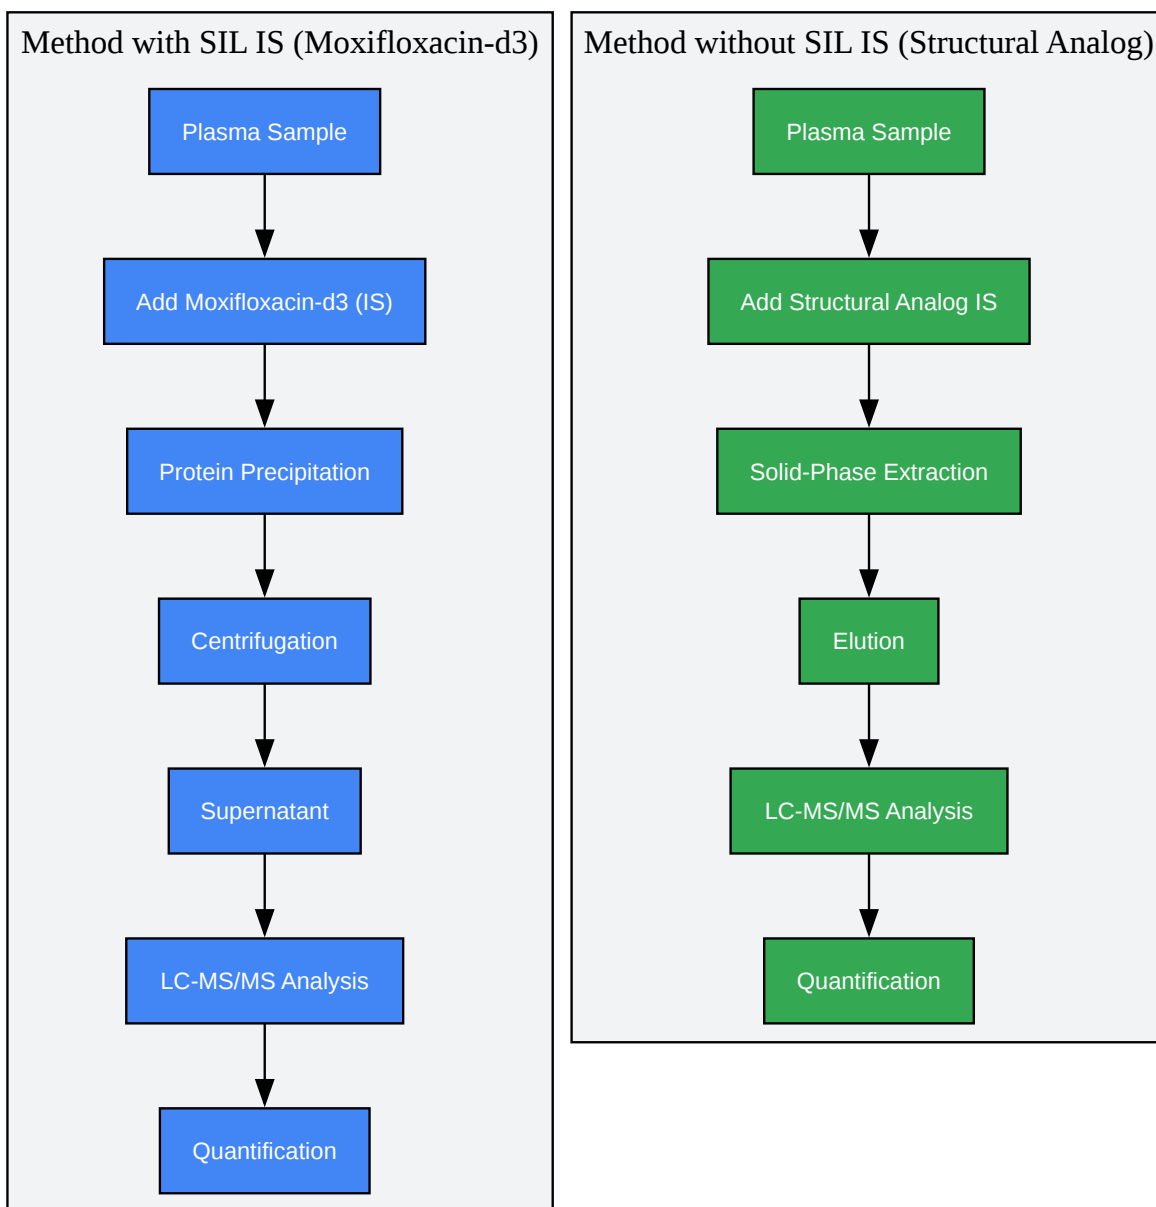 Method with SIL IS (Moxifloxacin-d3)
Plasma Sample
Add Moxifloxacin-d3 (IS)
Protein Precipitation
Centrifugation
Supernatant
LC-MS/MS Analysis
Quantification
Method without SIL IS (Structural Analog)
Plasma Sample
Add Structural Analog IS
Solid-Phase Extraction
Elution
LC-MS/MS Analysis
Quantification